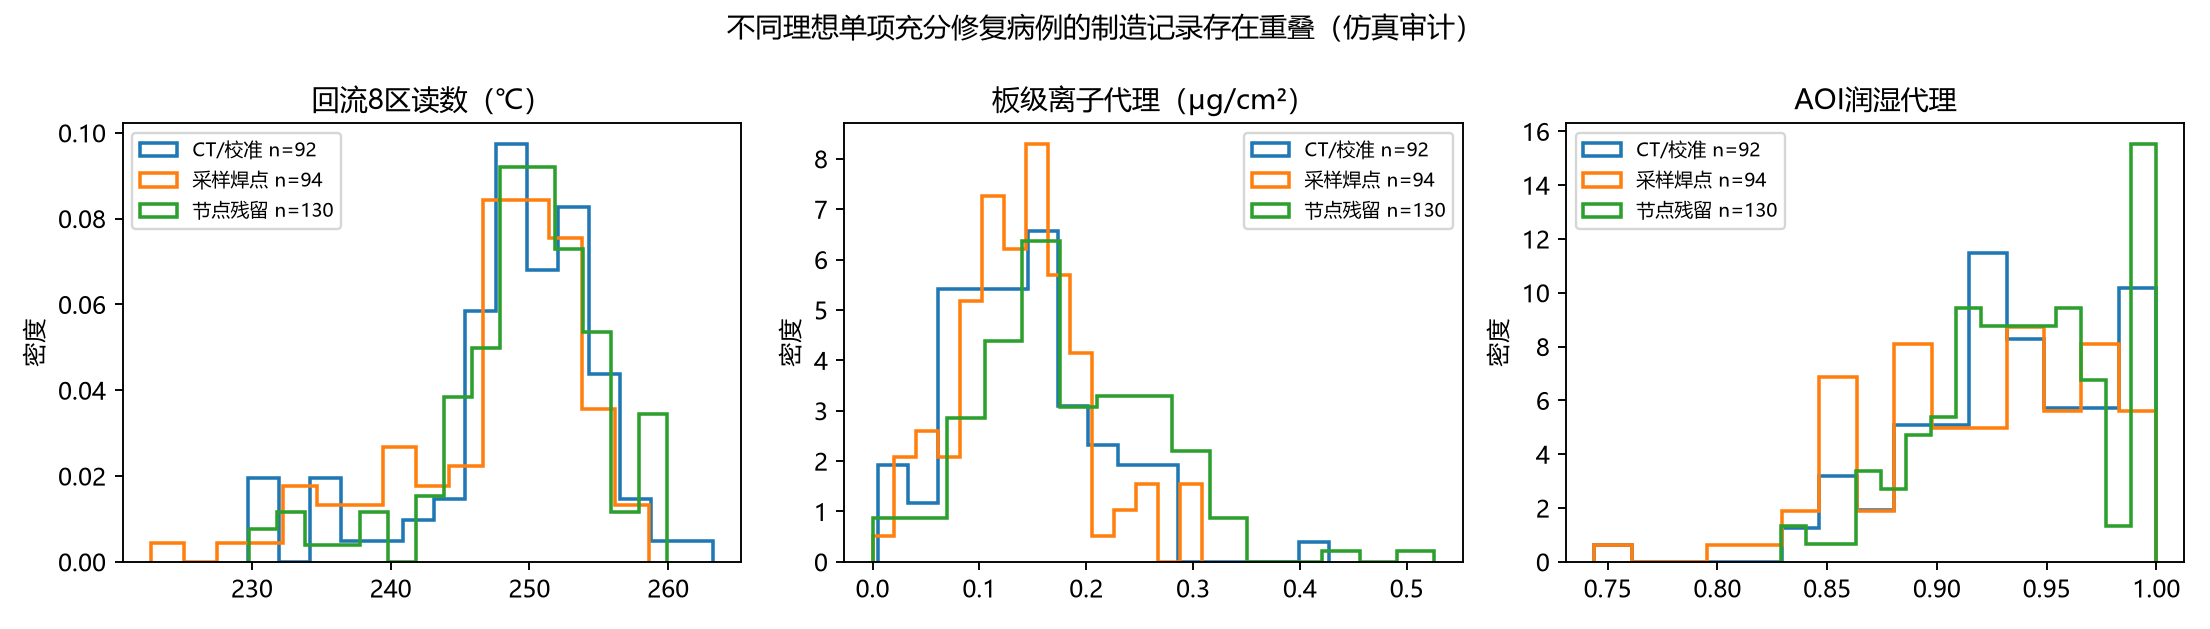 不同理想单项充分修复病例的制造记录存在重叠（仿真审计）
回流8区读数（℃）
密度
0.10
0.08
0.06
0.04
0.02
0.00
230
240
250
260
CT/校准 n=92
采样焊点 n=94
节点残留 n=130
板级离子代理（μg/cm²）
密度
8
7
6
5
4
3
2
1
0
0.0
0.1
0.2
0.3
0.4
0.5
CT/校准 n=92
采样焊点 n=94
节点残留 n=130
AOI润湿代理
密度
16
14
12
10
8
6
4
2
0
0.75
0.80
0.85
0.90
0.95
1.00
CT/校准 n=92
采样焊点 n=94
节点残留 n=130